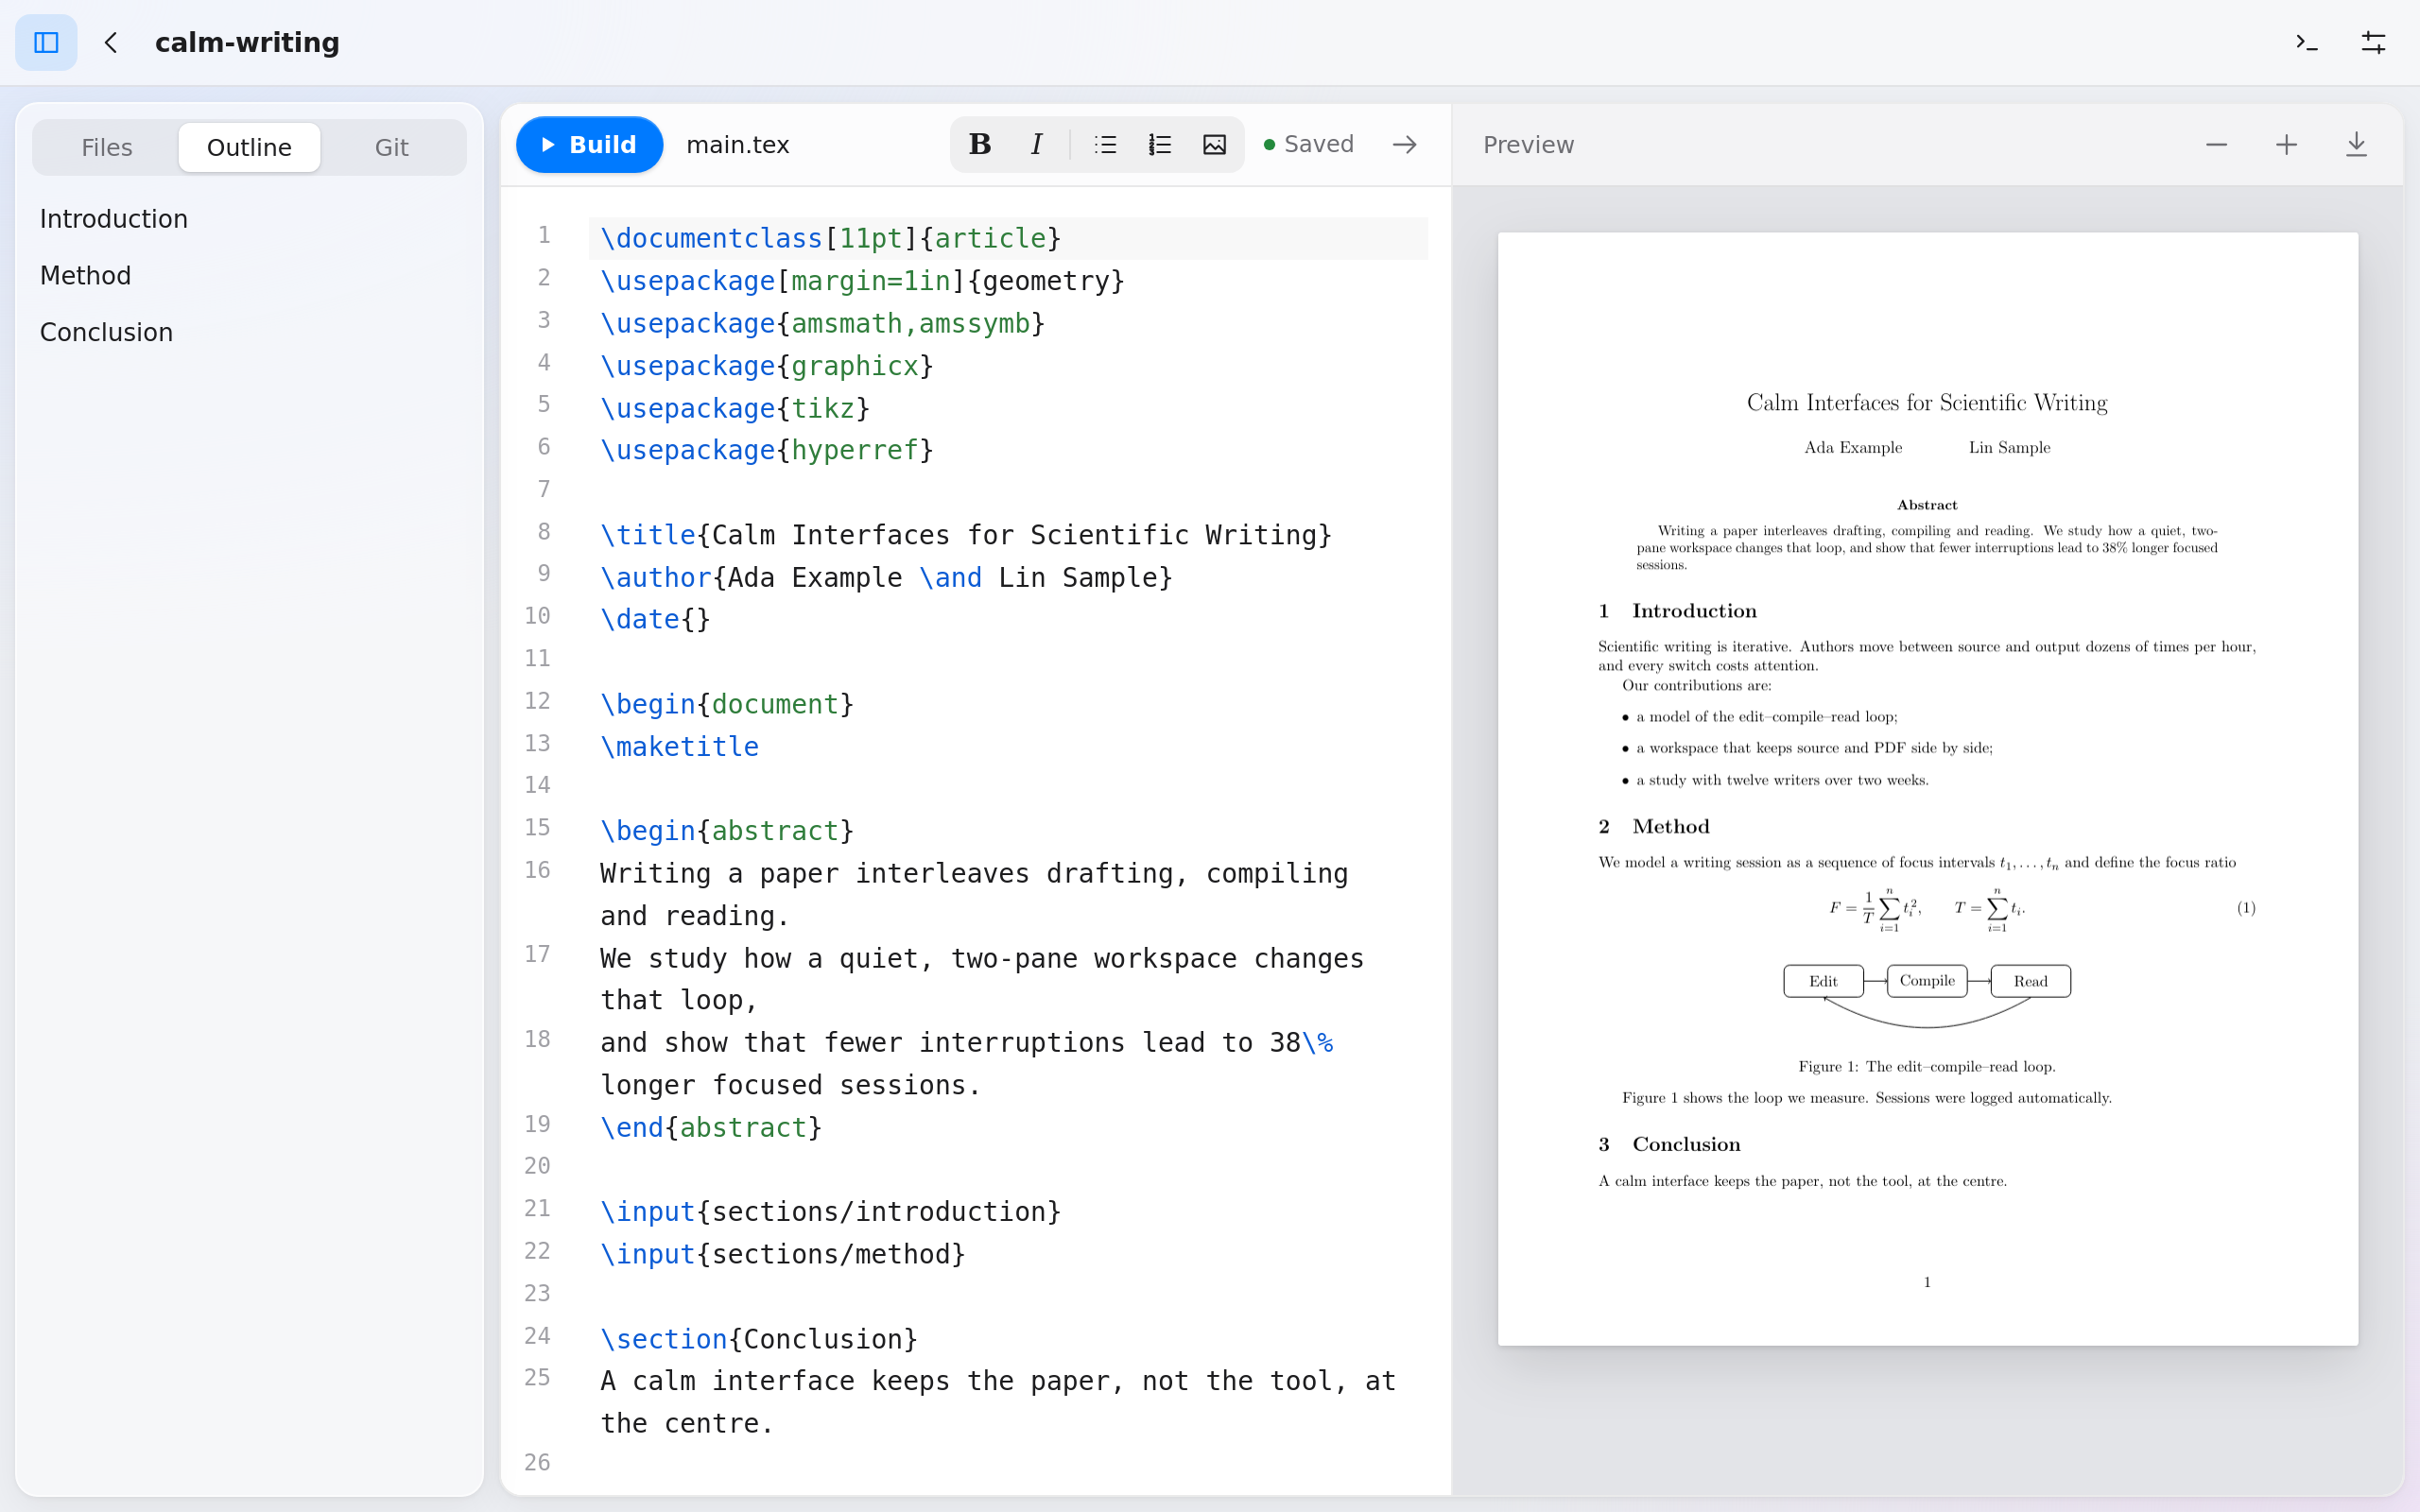 calm-writing
Files Outline Git
Introduction
Method
Conclusion
Build main.tex B I Saved
1 \documentclass[11pt]{article}
2 \usepackage[margin=1in]{geometry}
3 \usepackage{amsmath,amssymb}
4 \usepackage{graphicx}
5 \usepackage{tikz}
6 \usepackage{hyperref}
7
8 \title{Calm Interfaces for Scientific Writing}
9 \author{Ada Example \and Lin Sample}
10 \date{}
11
12 \begin{document}
13 \maketitle
14
15 \begin{abstract}
16 Writing a paper interleaves drafting, compiling
and reading.
17 We study how a quiet, two-pane workspace changes
that loop,
18 and show that fewer interruptions lead to 38\%
longer focused sessions.
19 \end{abstract}
20
21 \input{sections/introduction}
22 \input{sections/method}
23
24 \section{Conclusion}
25 A calm interface keeps the paper, not the tool, at
the centre.
26
Preview
Calm Interfaces for Scientific Writing
Ada Example Lin Sample
Abstract
Writing a paper interleaves drafting, compiling and reading. We study how a quiet, two-
pane workspace changes that loop, and show that fewer interruptions lead to 38% longer focused
sessions.
1 Introduction
Scientific writing is iterative. Authors move between source and output dozens of times per hour,
and every switch costs attention.
Our contributions are:
• a model of the edit–compile–read loop;
• a workspace that keeps source and PDF side by side;
• a study with twelve writers over two weeks.
2 Method
We model a writing session as a sequence of focus intervals t₁, . . . , tₙ and define the focus ratio
F = 1/T ∑ᵢ₌₁ⁿ tᵢ², T = ∑ᵢ₌₁ⁿ tᵢ. (1)
Edit Compile Read
Figure 1: The edit–compile–read loop.
Figure 1 shows the loop we measure. Sessions were logged automatically.
3 Conclusion
A calm interface keeps the paper, not the tool, at the centre.
1